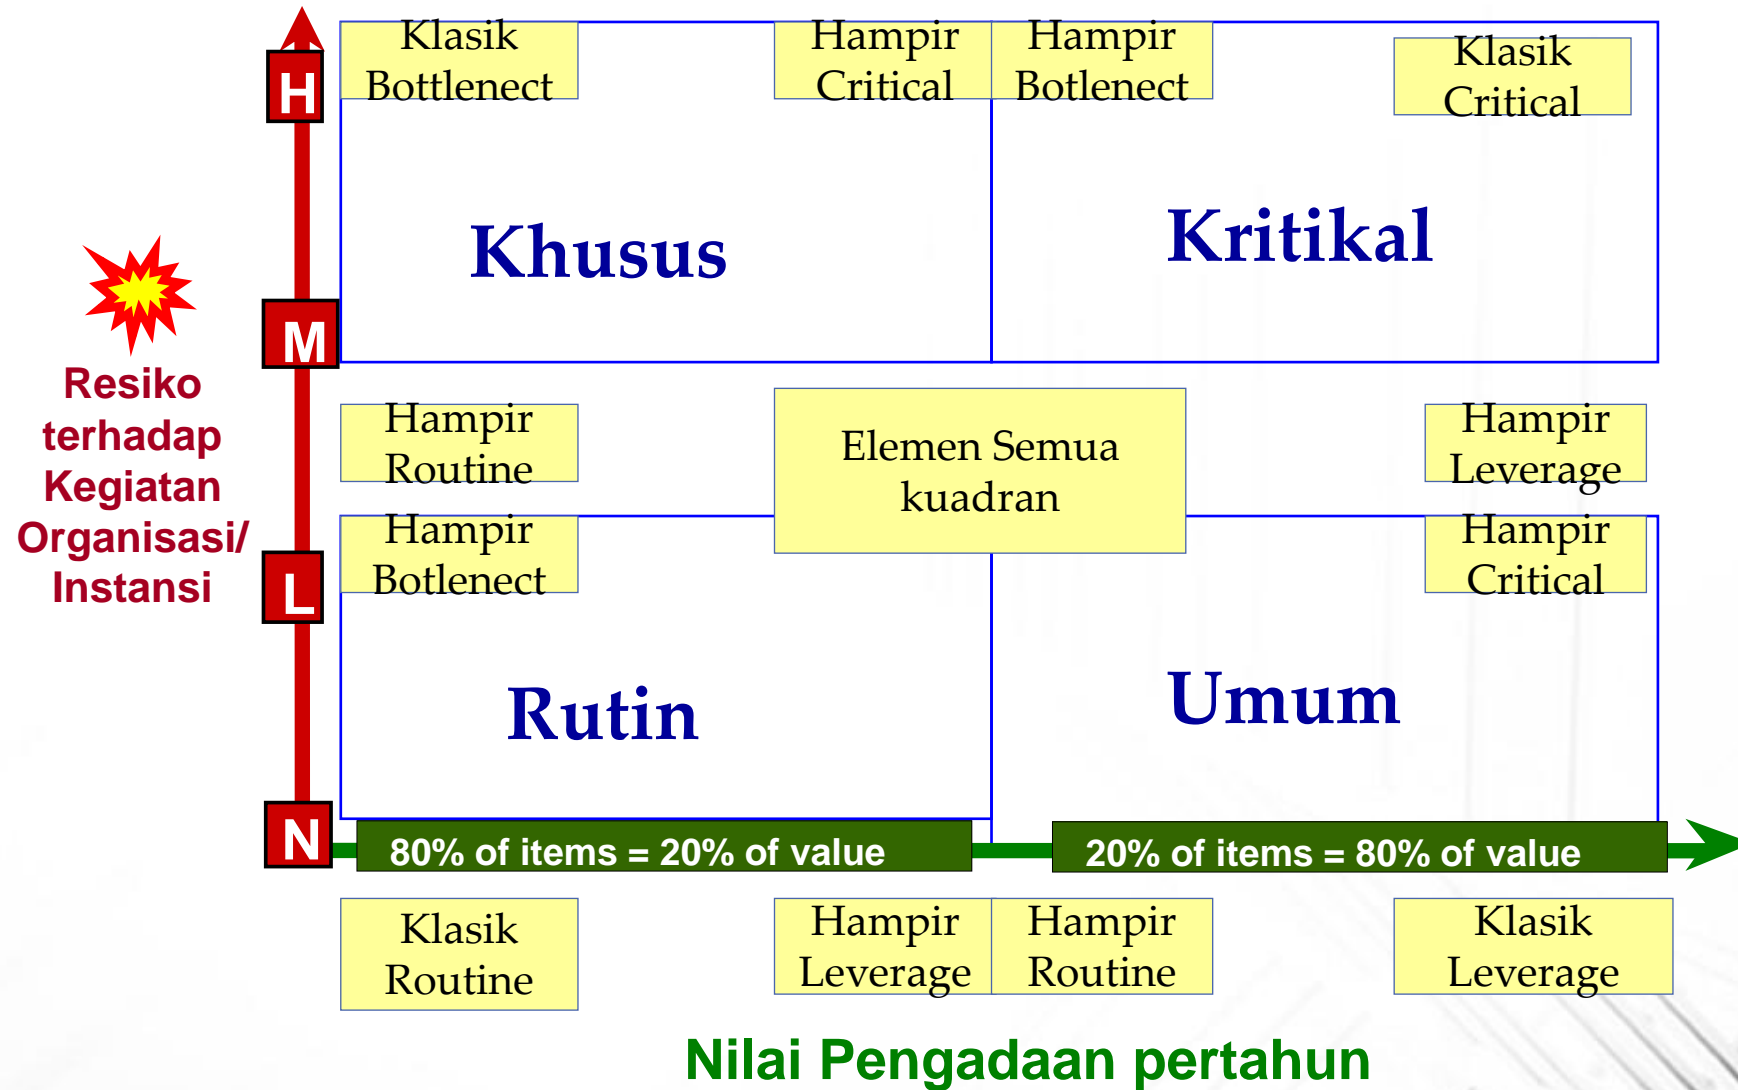 Klasik
Bottlenect
Hampir
Critical
Hampir
Botlenect
Klasik
Critical
H
Khusus
Kritikal
M
Resiko
terhadap
Kegiatan
Organisasi/
Instansi
Hampir
Routine
Elemen Semua
kuadran
Hampir
Leverage
Hampir
Botlenect
Hampir
Critical
L
Rutin
Umum
N
80% of items = 20% of value
20% of items = 80% of value
Klasik
Routine
Hampir
Leverage
Hampir
Routine
Klasik
Leverage
Nilai Pengadaan pertahun